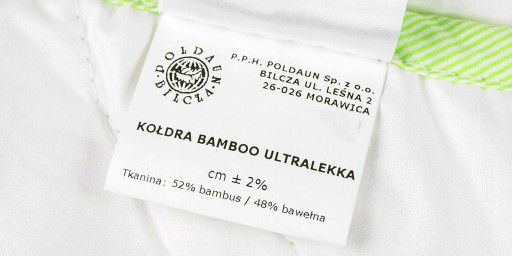 POLDAUN
BILCZA
P.P.H. POLDAUN Sp. z o.o.
BILCZA UL. LEŚNA 2
26-026 MORAWICA
KOŁDRA BAMBOO ULTRALEKKA
cm ± 2%
Tkanina: 52% bambus / 48% bawełna